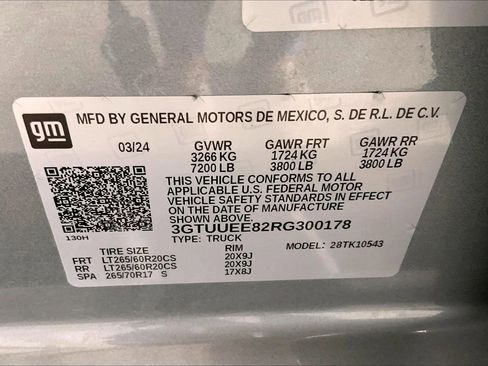 gm
MFD BY GENERAL MOTORS DE MEXICO, S. DE R.L. DE C.V.
03/24 GVWR GAWR FRT GAWR RR
3266 KG 1724 KG 1724 KG
7200 LB 3800 LB 3800 LB
THIS VEHICLE CONFORMS TO ALL
APPLICABLE U.S. FEDERAL MOTOR
VEHICLE SAFETY STANDARDS IN EFFECT
ON THE DATE OF MANUFACTURE
SHOWN ABOVE.
3GTUUEE82RG300178
130H TYPE: TRUCK MODEL: 28TK10543
TIRE SIZE RIM
FRT LT265/60R20CS 20X9J
RR LT265/60R20CS 20X9J
SPA 265/70R17 S 17X8J